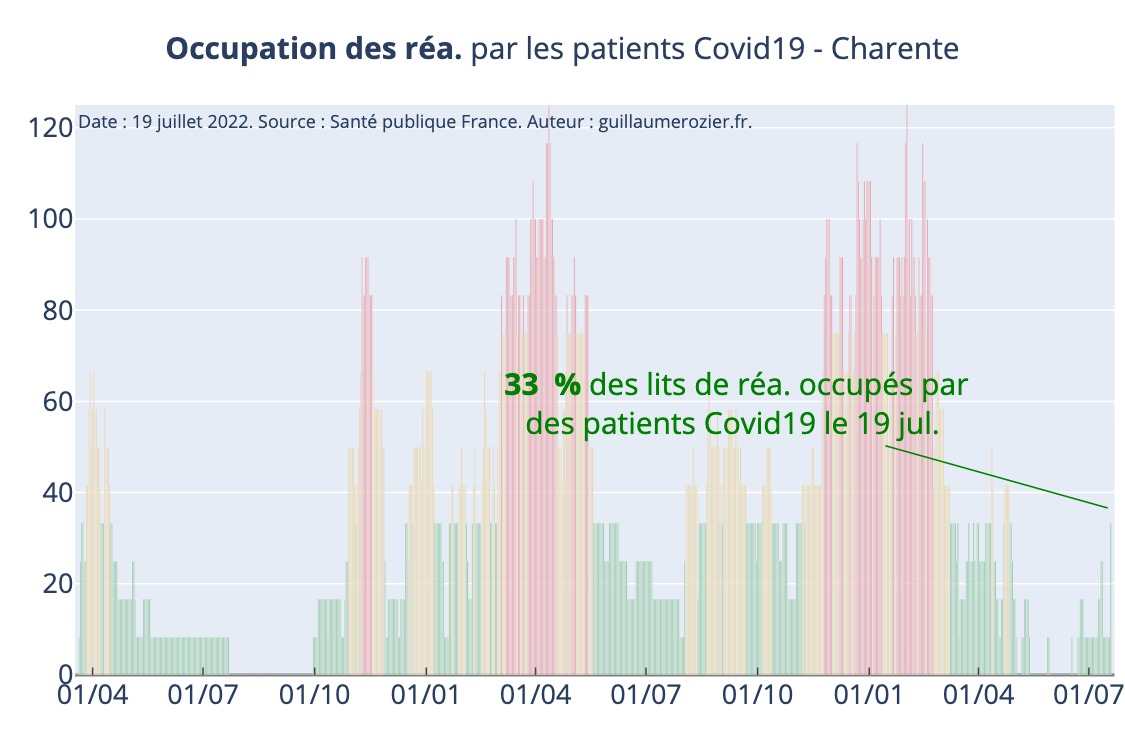 Occupation des réa. par les patients Covid19 - Charente
Date : 19 juillet 2022. Source : Santé publique France. Auteur : guillaumerozier.fr.
120
100
80
60
40
20
0
33 % des lits de réa. occupés par
des patients Covid19 le 19 jul.
01/04 01/07 01/10 01/01 01/04 01/07 01/10 01/01 01/04 01/07